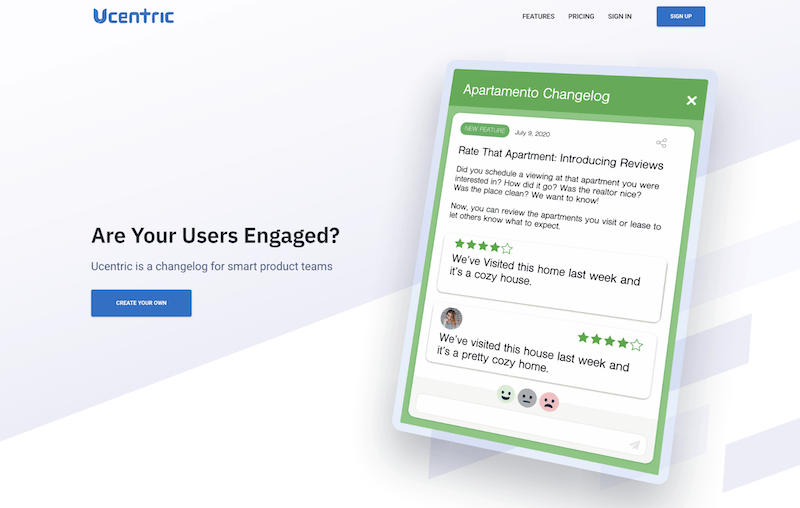 Ucentric
FEATURES
PRICING
SIGN IN
SIGN UP
Are Your Users Engaged?
Ucentric is a changelog for smart product teams
CREATE YOUR OWN
Apartamento Changelog
NEW FEATURE
July 9, 2020
Rate That Apartment: Introducing Reviews
Did you schedule a viewing at that apartment you were
interested in? How did it go? Was the realtor nice?
Was the place clean? We want to know!
Now, you can review the apartments you visit or lease to
let others know what to expect.
We've Visited this home last week and
it's a cozy house.
We've visited this house last week and
it's a pretty cozy home.